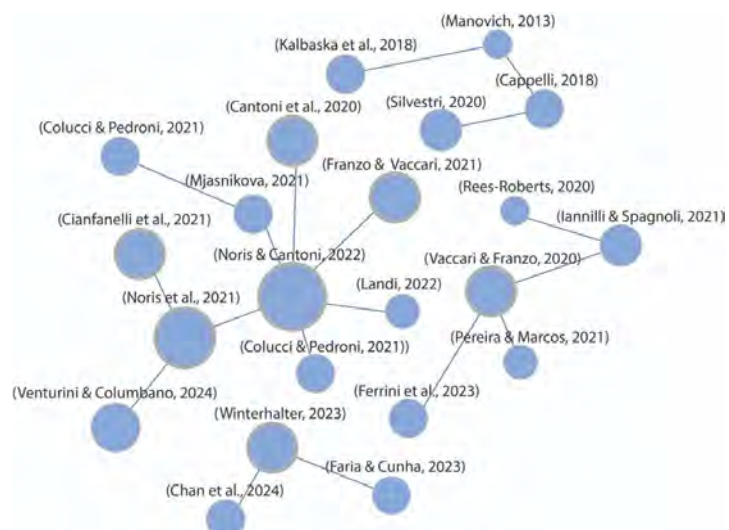 (Manovich, 2013)
(Kalbaska et al., 2018)
(Cappelli, 2018)
(Cantoni et al., 2020)
(Silvestri, 2020)
(Colucci & Pedroni, 2021)
(Franzo & Vaccari, 2021)
(Mjasnikova, 2021)
(Rees-Roberts, 2020)
(Cianfanelli et al., 2021)
(Iannilli & Spagnoli, 2021)
(Noris & Cantoni, 2022)
(Vaccari & Franzo, 2020)
(Landi, 2022)
(Noris et al., 2021)
(Pereira & Marcos, 2021)
(Colucci & Pedroni, 2021))
(Venturini & Columbano, 2024)
(Ferrini et al., 2023)
(Winterhalter, 2023)
(Faria & Cunha, 2023)
(Chan et al., 2024)